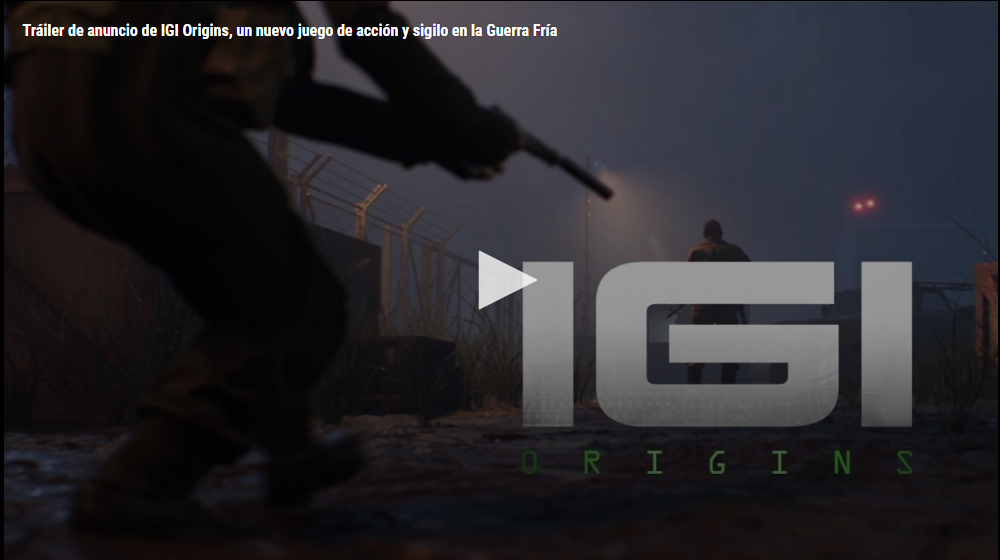 Tráiler de anuncio de IGI Origins, un nuevo juego de acción y sigilo en la Guerra Fría
IGI
ORIGINS